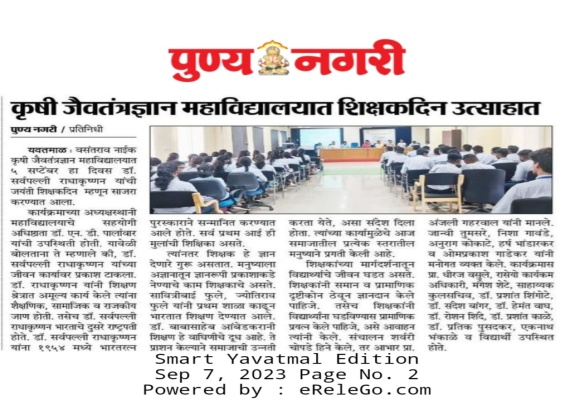 पुण्य नगरी
कृषी जैवतंत्रज्ञान महाविद्यालयात शिक्षकदिन उत्साहात
पुण्य नगरी / प्रतिनिधी
यवतमाळ : वसंतराव नाईक
कृषी जैवतंत्रज्ञान महाविद्यालयात
५ सप्टेंबर हा दिवस डॉ.
सर्वपल्ली राधाकृष्णन यांची
जयंती शिक्षकदिन म्हणून साजरा
करण्यात आला.
कार्यक्रमाच्या अध्यक्षस्थानी
महाविद्यालयाचे सहयोगी
अधिष्ठाता डॉ. एन. डी. पार्लावार
यांची उपस्थिती होती. यावेळी
बोलताना ते म्हणाले की, डॉ.
सर्वपल्ली राधाकृष्णन यांच्या
जीवन कार्यावर प्रकाश टाकला.
डॉ. राधाकृष्णन यांनी शिक्षण
क्षेत्रात अमूल्य कार्य केले त्यांना
शैक्षणिक, सामाजिक व राजकीय
जाण होती. तसेच डॉ. सर्वपल्ली
राधाकृष्णन भारताचे दुसरे राष्ट्रपती
होते. डॉ. सर्वपल्ली राधाकृष्णन
यांना १९५४ मध्ये भारतरत्न
पुरस्काराने सन्मानित करण्यात
आले होते. सर्व प्रथम आई ही
मुलांची शिक्षिका असते.
त्यानंतर शिक्षक हे ज्ञान
देणारे गुरू असतात. मनुष्याला
अज्ञानातून ज्ञानरूपी प्रकाशाकडे
नेण्याचे काम शिक्षकाचे असते.
सावित्रीबाई फुले, ज्योतिराव
फुले यांनी प्रथम शाळा काढून
भारतात शिक्षण देण्यात आले.
डॉ. बाबासाहेब आंबेडकरांनी
शिक्षण हे वाघिणीचे दूध आहे. ते
प्राशन केल्याने समाजाची उन्नती
करता येते, असा संदेश दिला
होता. त्यांच्या कार्यामुळेच आज
समाजातील प्रत्येक स्तरातील
मनुष्याने प्रगती केली आहे.
शिक्षकांच्या मार्गदर्शनातून
विद्यार्थ्यांचे जीवन घडत असते.
शिक्षकांनी समान व प्रामाणिक
दृष्टीकोन ठेवून ज्ञानदान केले
पाहिजे. तसेच शिक्षकांनी
विद्यार्थ्यांना घडविण्यास प्रामाणिक
प्रयत्न केले पाहिजे, असे आवाहन
त्यांनी केले. संचालन शर्वरी
चोपडे हिने केले, तर आभार प्रा.
अंजली गहरवाल यांनी मानले.
जान्वी तुमसरे, निशा गावंडे,
अनुराग कोकाटे, हर्ष भांडारकर
व ओमप्रकाश गाडेकर यांनी
मनोगत व्यक्त केले. कार्यक्रमास
प्रा. धीरज वसुले, रासेयो कार्यक्रम
अधिकारी, मंगेश शेटे, साहाय्यक
कुलसचिव, डॉ. प्रशांत शिंगोटे,
डॉ. संदेश बांगर, डॉ. हेमंत वाघ,
डॉ. रोशन शिदि, डॉ. प्रशांत काळे,
डॉ. प्रतिक पुसदकर, एकनाथ
भंकाळे व विद्यार्थी उपस्थित
होते.
Smart Yavatmal Edition
Sep 7, 2023 Page No. 2
Powered by : eReleGo.com